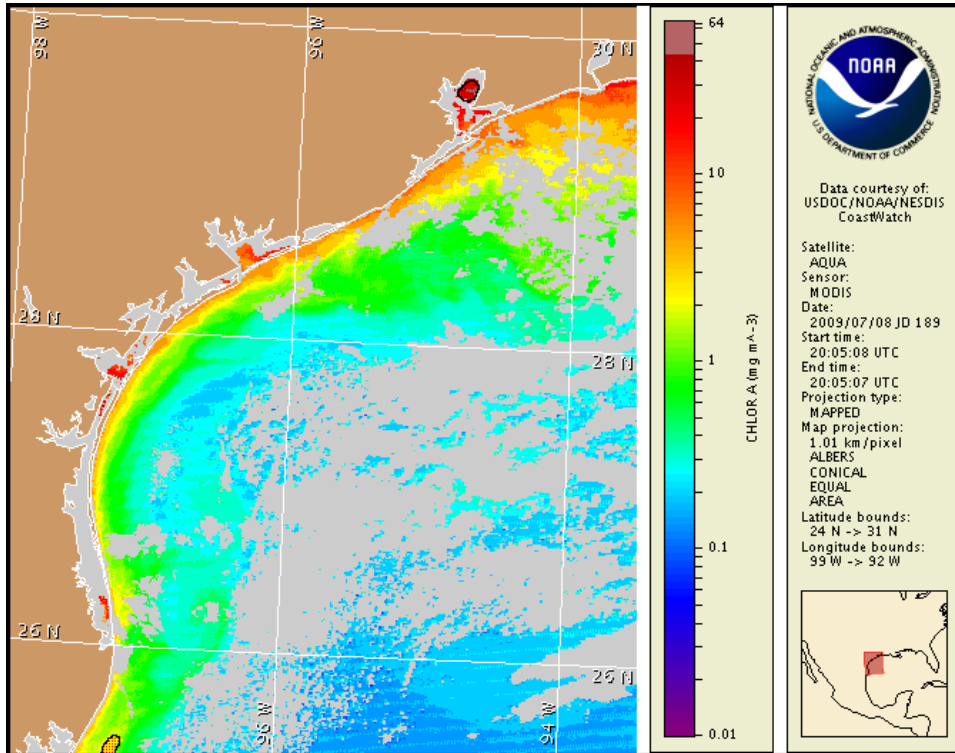 98 W
96 W
30 N
28 N
28 N
26 N
26 N
96 W
94 W
64
10
1
0.1
0.01
CHLOR A (mg m^-3)
NATIONAL OCEANIC AND ATMOSPHERIC ADMINISTRATION
NOAA
U.S. DEPARTMENT OF COMMERCE
Data courtesy of:
USDOC/NOAA/NESDIS
CoastWatch
Satellite:
AQUA
Sensor:
MODIS
Date:
2009/07/08 JD 189
Start time:
20:05:08 UTC
End time:
20:05:07 UTC
Projection type:
MAPPED
Map projection:
1.01 km/pixel
ALBERS
CONICAL
EQUAL
AREA
Latitude bounds:
24 N -> 31 N
Longitude bounds:
99 W -> 92 W